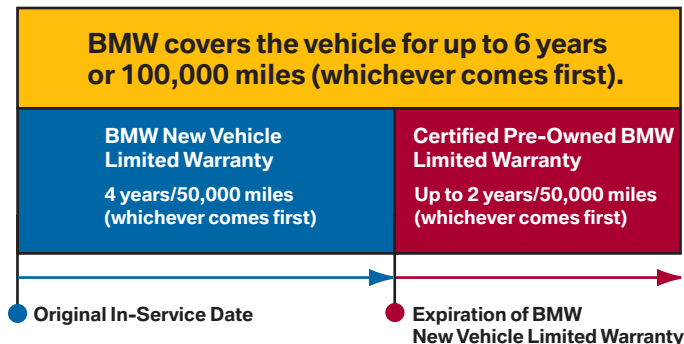 BMW covers the vehicle for up to 6 years
or 100,000 miles (whichever comes first).
BMW New Vehicle
Limited Warranty
4 years/50,000 miles
(whichever comes first)
Certified Pre-Owned BMW
Limited Warranty
Up to 2 years/50,000 miles
(whichever comes first)
Original In-Service Date
Expiration of BMW
New Vehicle Limited Warranty